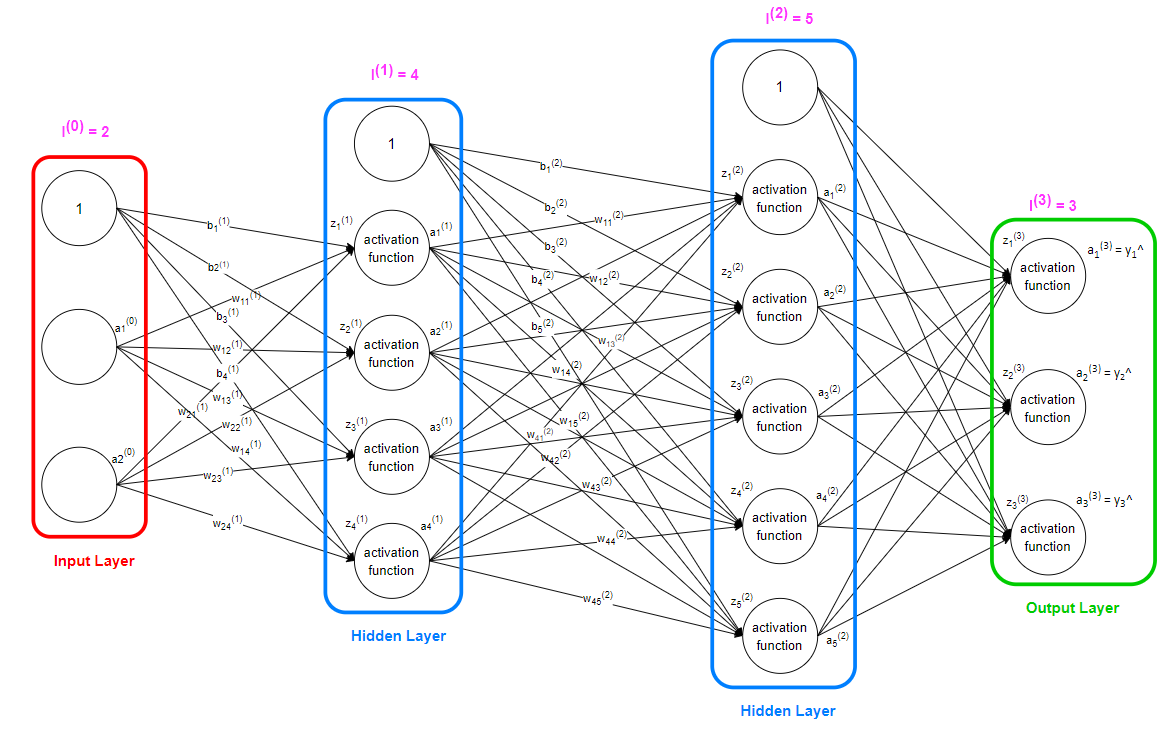 l(0) = 2
1
a1(0)
a2(0)
Input Layer
b1(1)
b2(1)
w11(1)
b3(1)
w12(1)
b4(1)
w13(1)
w21(1)
w22(1)
w14(1)
w23(1)
w24(1)
l(1) = 4
1
z1(1)
activation
function
a1(1)
z2(1)
activation
function
a2(1)
z3(1)
activation
function
a3(1)
z4(1)
activation
function
a4(1)
Hidden Layer
b1(2)
b2(2)
w11(2)
b3(2)
b4(2)
w12(2)
b5(2)
w13(2)
w14(2)
w15(2)
w41(2)
w42(2)
w43(2)
w44(2)
w45(2)
l(2) = 5
1
z1(2)
activation
function
a1(2)
z2(2)
activation
function
a2(2)
z3(2)
activation
function
a3(2)
z4(2)
activation
function
a4(2)
z5(2)
activation
function
a5(2)
Hidden Layer
l(3) = 3
z1(3)
activation
function
a1(3) = y1^
z2(3)
activation
function
a2(3) = y2^
z3(3)
activation
function
a3(3) = y3^
Output Layer